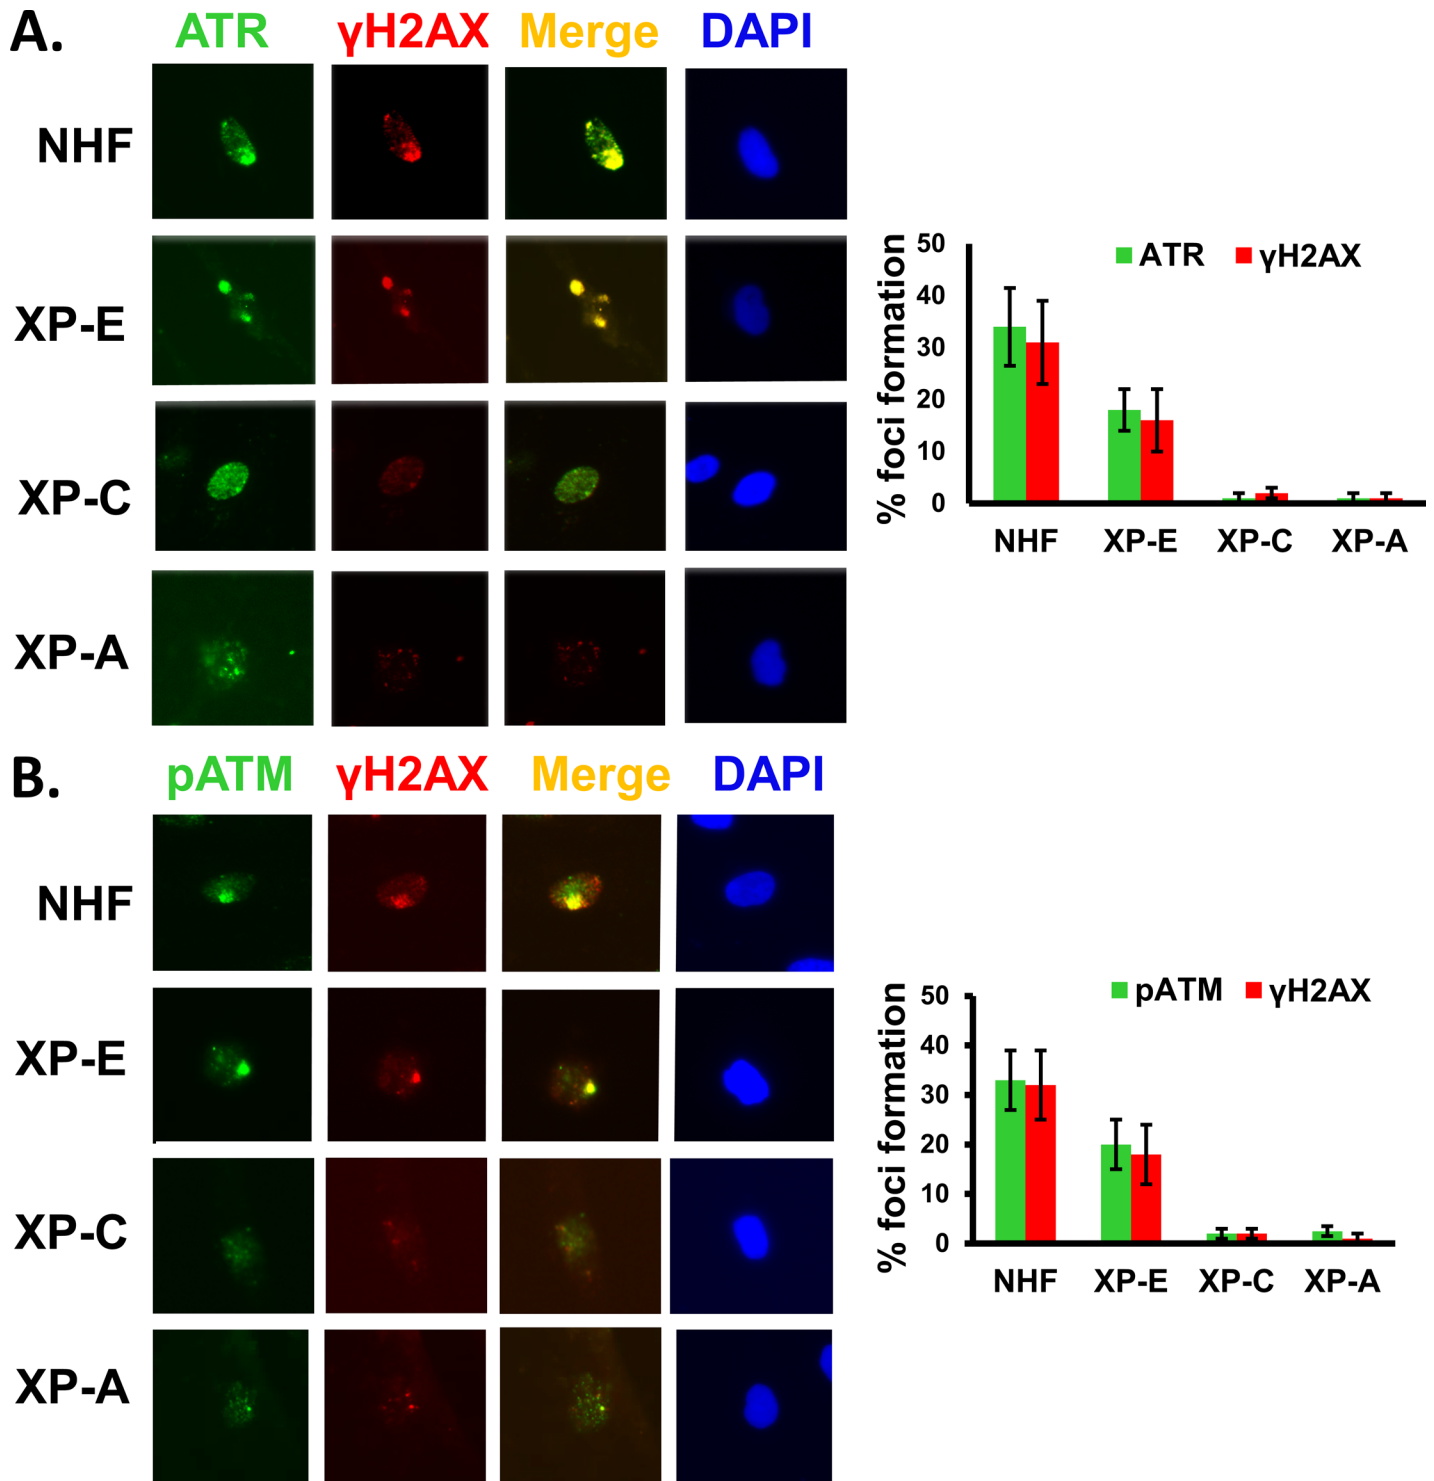 A.
ATR γH2AX Merge DAPI
NHF
XP-E
XP-C
XP-A
% foci formation
50
40
30
20
10
0
ATR γH2AX
NHF XP-E XP-C XP-A
B.
pATM γH2AX Merge DAPI
NHF
XP-E
XP-C
XP-A
% foci formation
50
40
30
20
10
0
pATM γH2AX
NHF XP-E XP-C XP-A